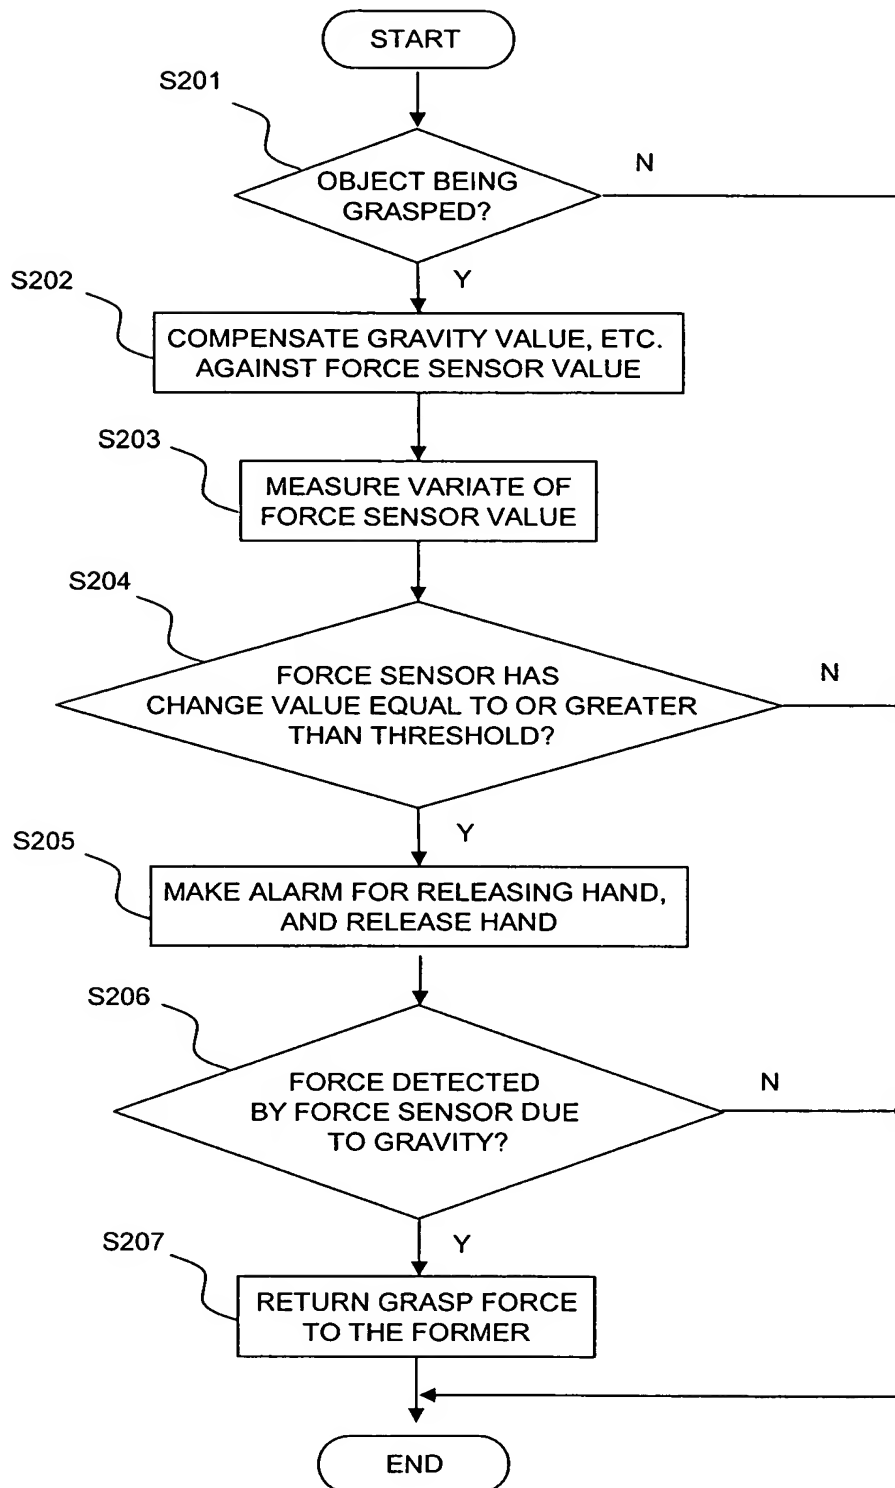 START
S201
OBJECT BEING
GRASPED?
N
Y
S202
COMPENSATE GRAVITY VALUE, ETC.
AGAINST FORCE SENSOR VALUE
S203
MEASURE VARIATE OF
FORCE SENSOR VALUE
S204
FORCE SENSOR HAS
CHANGE VALUE EQUAL TO OR GREATER
THAN THRESHOLD?
N
Y
S205
MAKE ALARM FOR RELEASING HAND,
AND RELEASE HAND
S206
FORCE DETECTED
BY FORCE SENSOR DUE
TO GRAVITY?
N
Y
S207
RETURN GRASP FORCE
TO THE FORMER
END